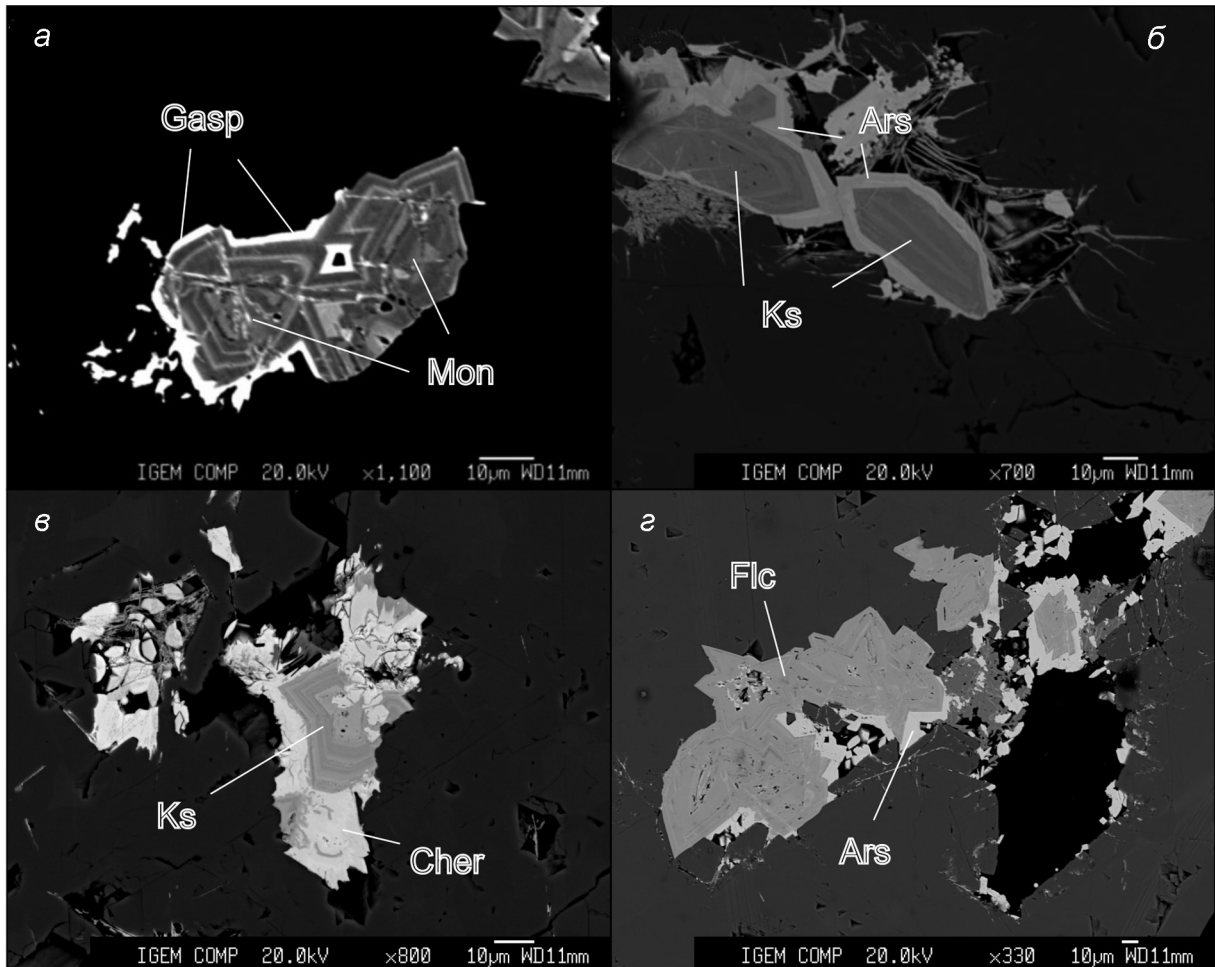 а
Gasp
Mon
IGEM COMP 20.0kV ×1,100 10µm WD11mm
б
Ars
Ks
IGEM COMP 20.0kV ×700 10µm WD11mm
в
Ks
Cher
IGEM COMP 20.0kV ×800 10µm WD11mm
г
Flc
Ars
IGEM COMP 20.0kV ×330 10µm WD11mm